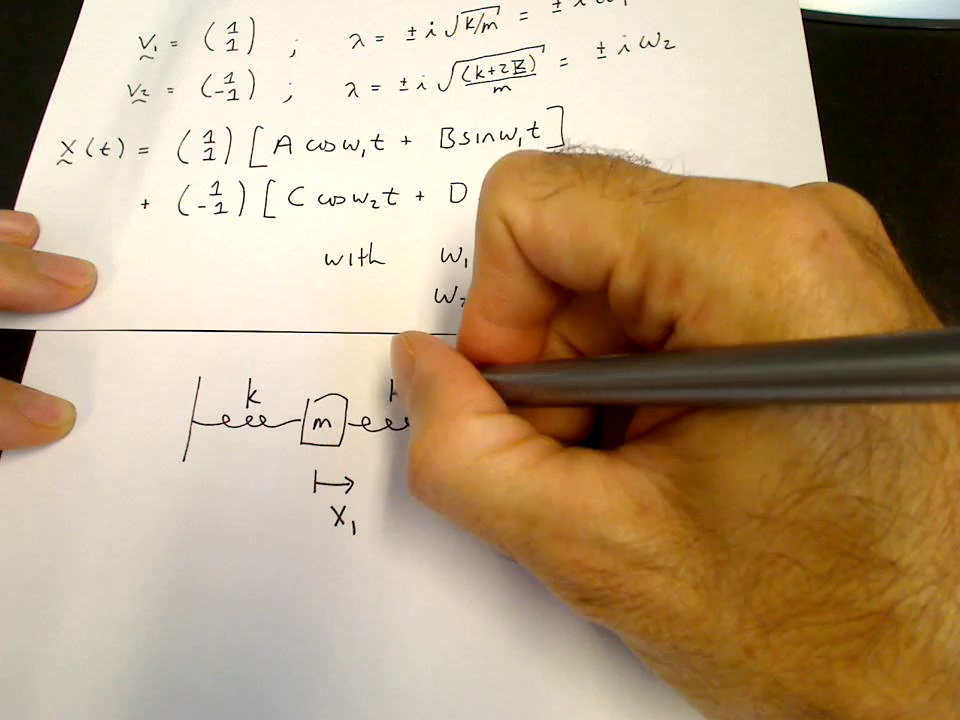 v₁ = (1 1) ; λ = ± i √k/m = ± i ω₁
v₂ = (1 -1) ; λ = ± i √(k+2K)/m = ± i ω₂
x(t) = (1 1) [A cos ω₁t + B sin ω₁t]
+ (1 -1) [C cos ω₂t + D
with ω₁
ω₂
k
m
x₁